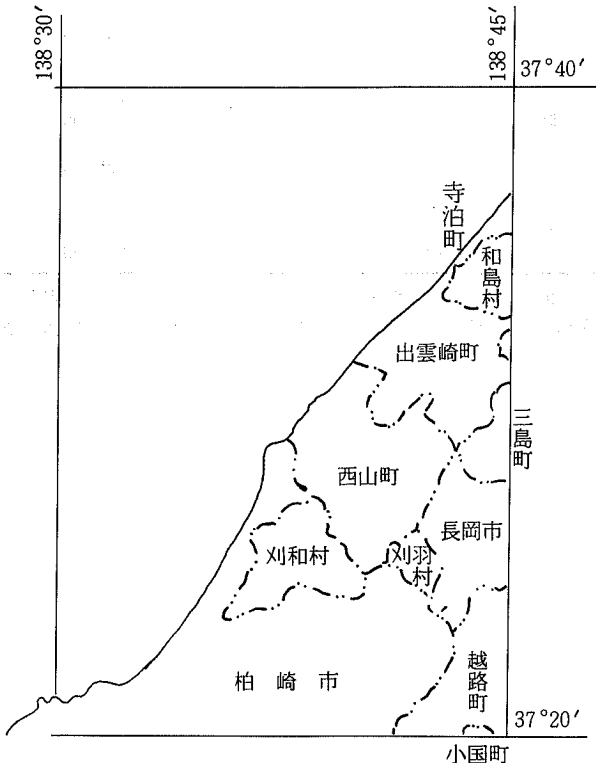 138°30′
138°45′
37°40′
寺泊町
和島村
出雲崎町
三島町
西山町
長岡市
刈和村
刈羽村
越路町
柏崎市
37°20′
小国町